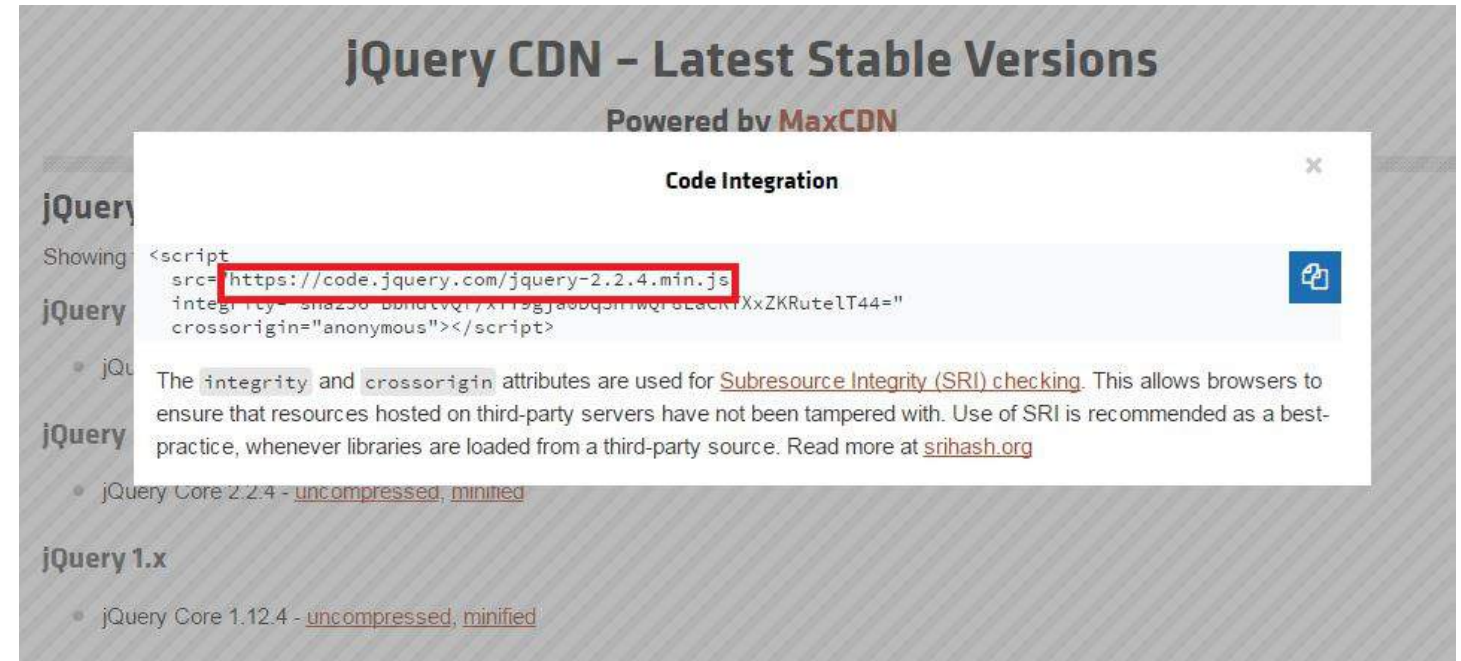 jQuery CDN – Latest Stable Versions
Powered by MaxCDN
Code Integration
×
jQuery
Showing
<script
src="https://code.jquery.com/jquery-2.2.4.min.js
crossorigin="anonymous"></script>
jQuery
The integrity and crossorigin attributes are used for Subresource Integrity (SRI) checking. This allows browsers to
ensure that resources hosted on third-party servers have not been tampered with. Use of SRI is recommended as a best-
practice, whenever libraries are loaded from a third-party source. Read more at srihash.org
jQuery
jQuery Core 2.2.4 - uncompressed, minified
jQuery 1.x
jQuery Core 1.12.4 - uncompressed, minified